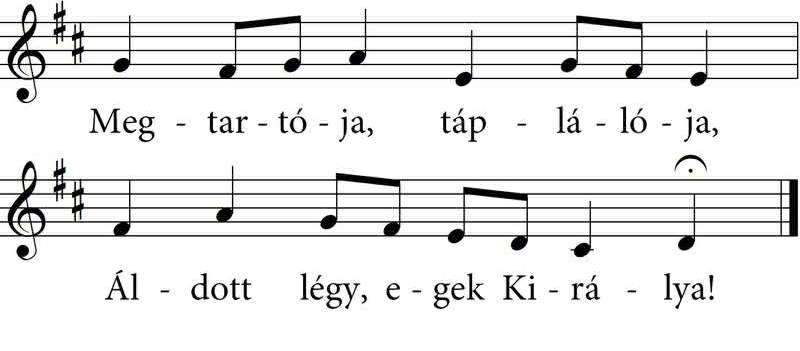 Meg - tar - tó - ja, táp - lá - ló - ja,
Ál - dott légy, e - gek Ki - rá - lya!